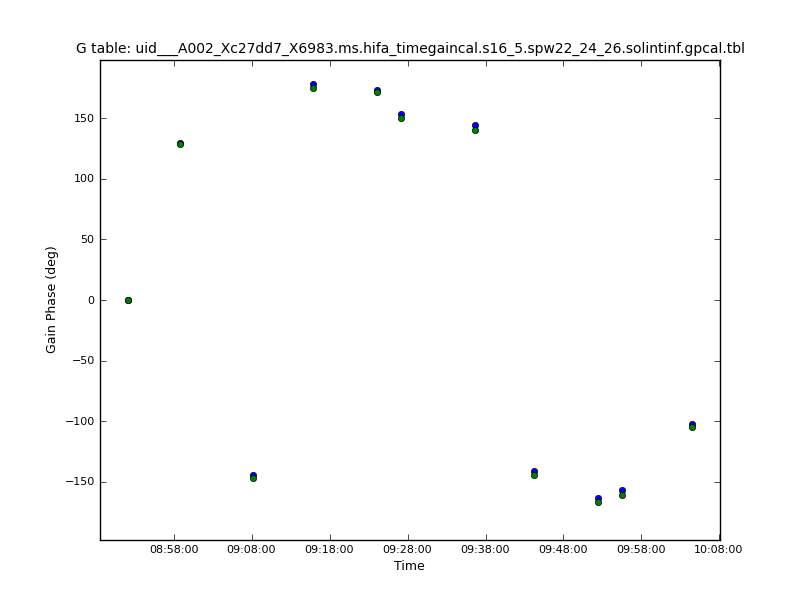 G table: uid___A002_Xc27dd7_X6983.ms.hifa_timegaincal.s16_5.spw22_24_26.solintinf.gpcal.tbl
150
100
50
0
−50
−100
−150
Gain Phase (deg)
08:58:00 09:08:00 09:18:00 09:28:00 09:38:00 09:48:00 09:58:00 10:08:00
Time